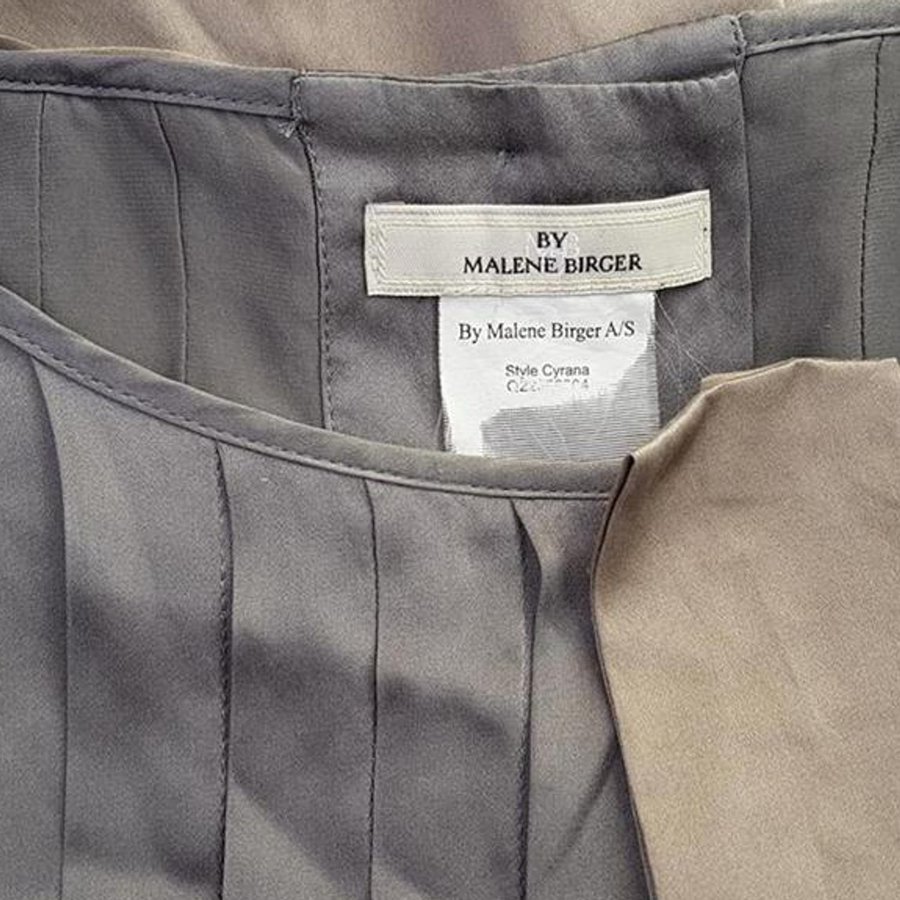 BY
MALENE BIRGER
By Malene Birger A/S
Style Cyrana